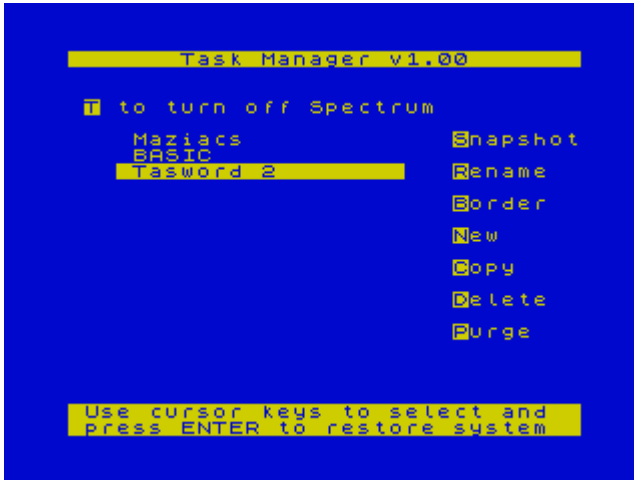 Task Manager v1.00
T to turn off Spectrum
Maziacs
BASIC
Tasword 2
Snapshot
Rename
Border
New
Copy
Delete
Purge
Use cursor keys to select and
press ENTER to restore system